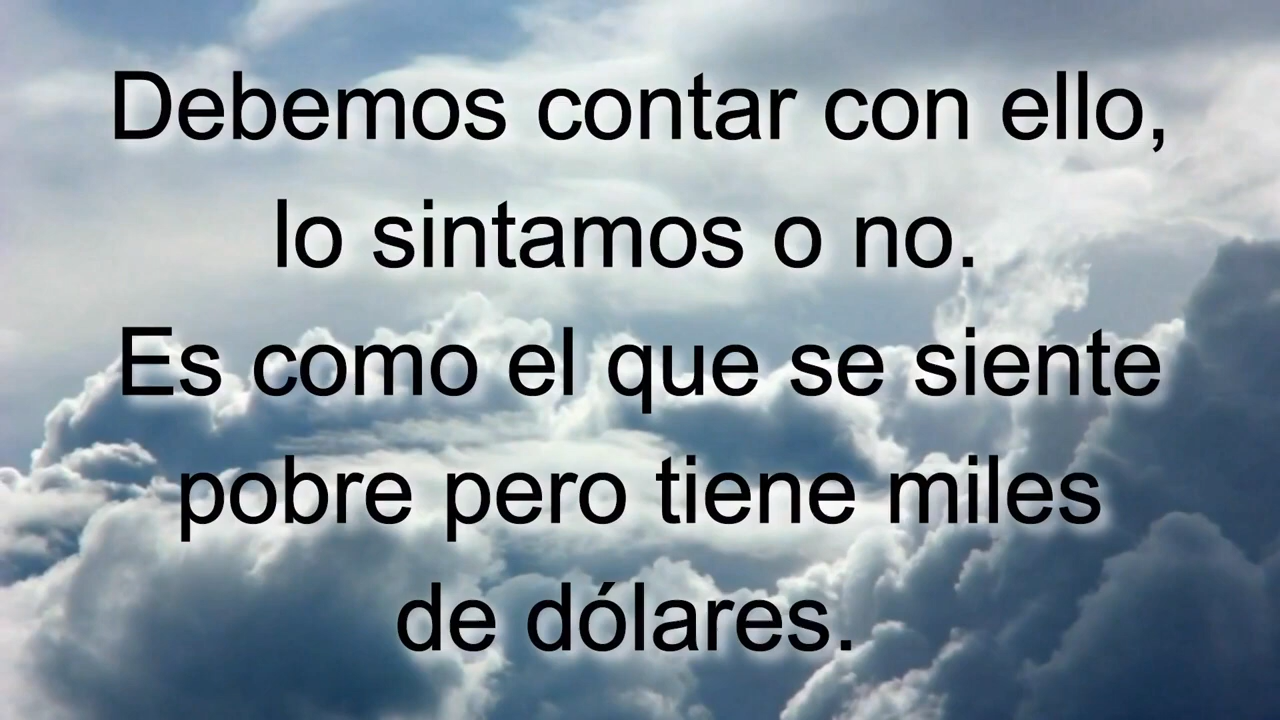 Debemos contar con ello,
lo sintamos o no.
Es como el que se siente
pobre pero tiene miles
de dólares.